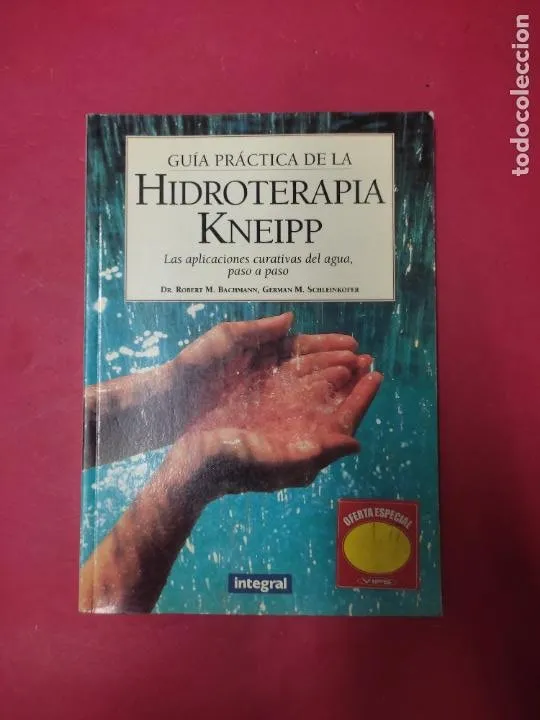 GUÍA PRÁCTICA DE LA
HIDROTERAPIA
KNEIPP
Las aplicaciones curativas del agua,
paso a paso
DR. ROBERT M. BACHMANN, GERMAN M. SCHLEINKOFER
OFERTA ESPECIAL
VIPS
integral
todocoleccion